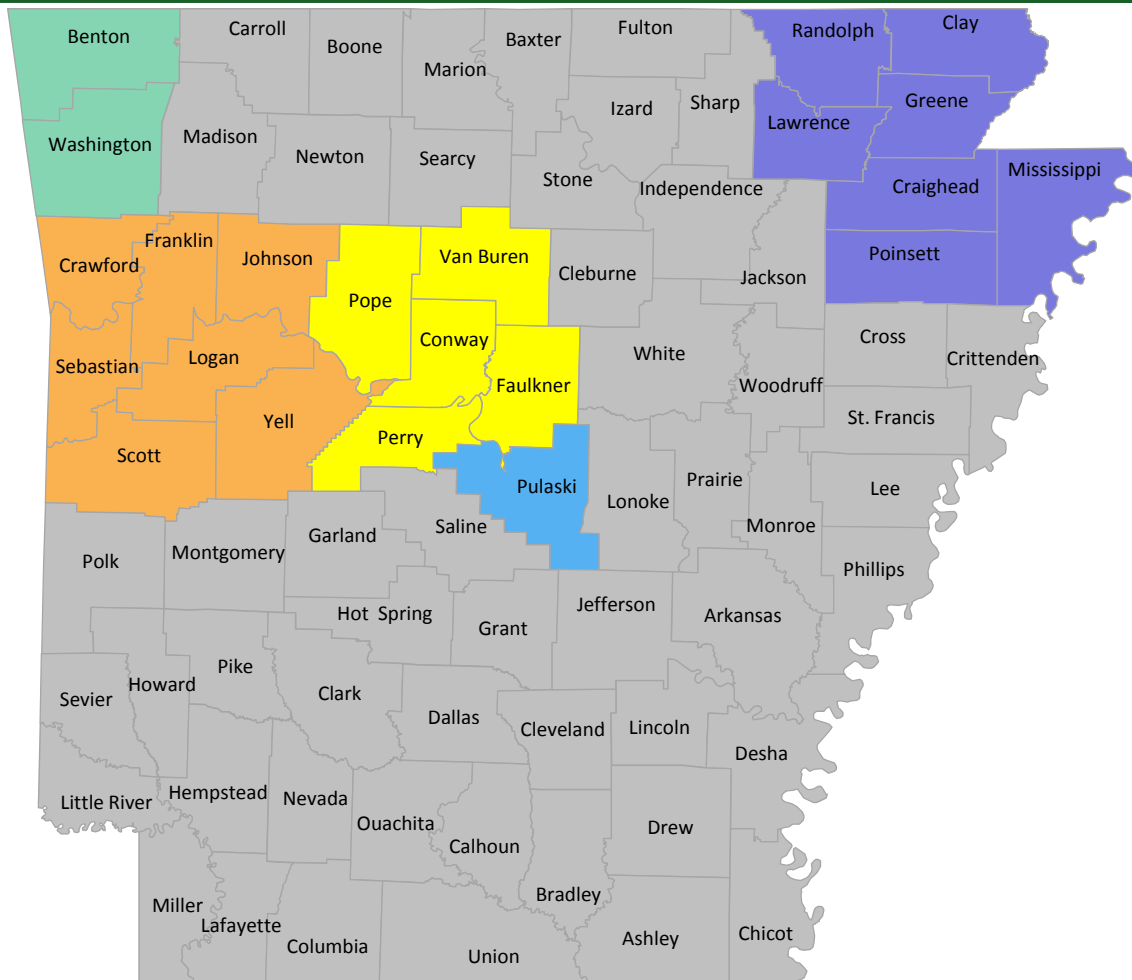 Benton
Carroll
Boone
Marion
Baxter
Fulton
Randolph
Clay
Washington
Madison
Newton
Searcy
Izard
Sharp
Lawrence
Greene
Stone
Independence
Craighead
Mississippi
Crawford
Franklin
Johnson
Pope
Van Buren
Cleburne
Jackson
Poinsett
Sebastian
Logan
Conway
Faulkner
White
Woodruff
Cross
Crittenden
Scott
Yell
Perry
Pulaski
Lonoke
Prairie
St. Francis
Lee
Monroe
Polk
Montgomery
Garland
Saline
Phillips
Hot Spring
Grant
Jefferson
Arkansas
Sevier
Howard
Pike
Clark
Dallas
Cleveland
Lincoln
Desha
Little River
Hempstead
Nevada
Ouachita
Calhoun
Drew
Miller
Lafayette
Columbia
Union
Bradley
Ashley
Chicot